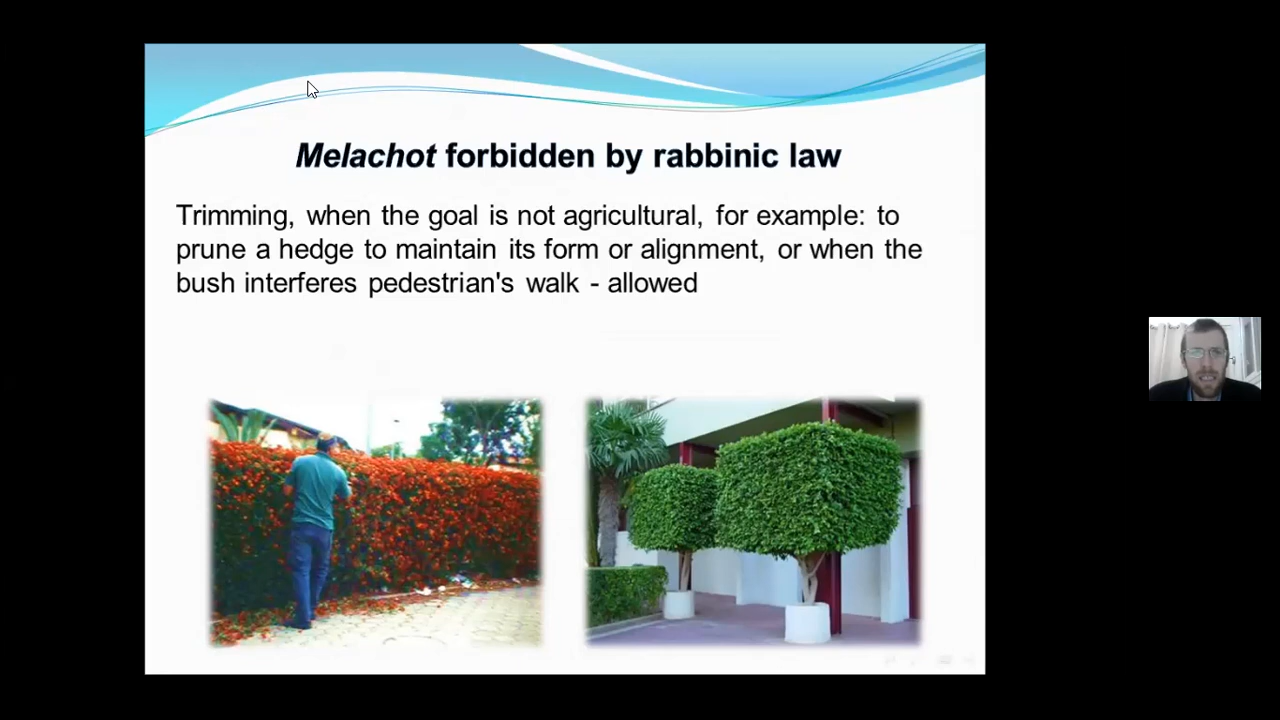 Melachot forbidden by rabbinic law
Trimming, when the goal is not agricultural, for example: to
prune a hedge to maintain its form or alignment, or when the
bush interferes pedestrian's walk - allowed